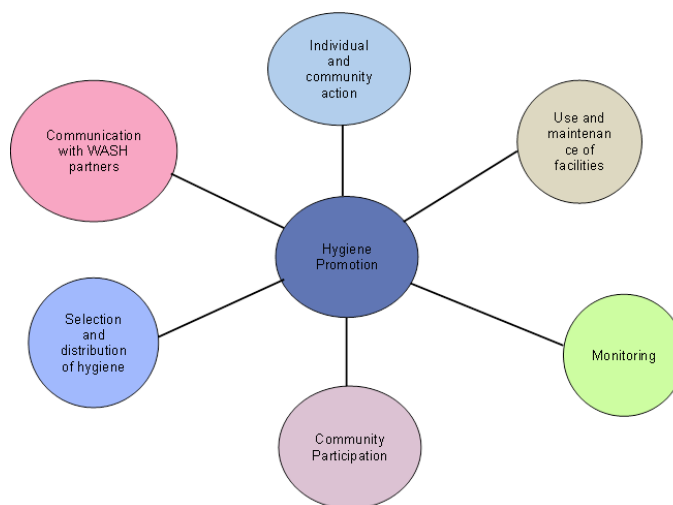 Individual
and
community
action
Communication
with WASH
partners
Use and
maintenan
ce of
facilities
Hygiene
Promotion
Selection
and
distribution
of hygiene
Monitoring
Community
Participation